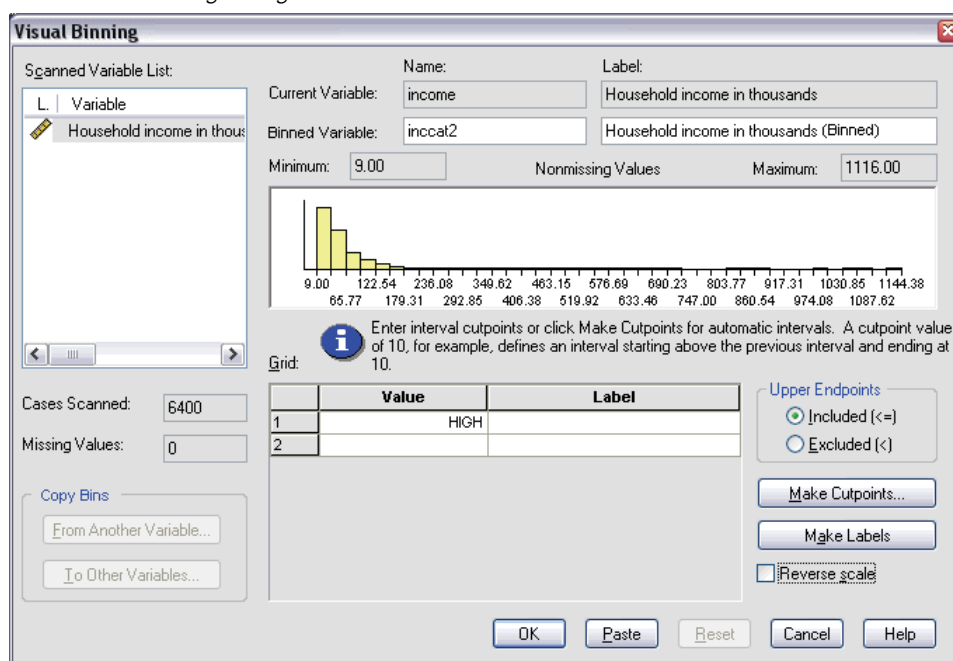 Visual Binning
Scanned Variable List:
L. Variable
Household income in thous
Name: Label:
Current Variable: income Household income in thousands
Binned Variable: inccat2 Household income in thousands (Binned)
Minimum: 9.00 Nonmissing Values Maximum: 1116.00
9.00 122.54 236.08 349.62 463.15 576.69 690.23 803.77 917.31 1030.85 1144.38
65.77 179.31 292.85 406.38 519.92 633.46 747.00 860.54 974.08 1087.62
Enter interval cutpoints or click Make Cutpoints for automatic intervals. A cutpoint value
of 10, for example, defines an interval starting above the previous interval and ending at
10.
Grid:
Value Label
1 HIGH
2
Cases Scanned: 6400
Missing Values: 0
Copy Bins
From Another Variable...
To Other Variables...
Upper Endpoints
Included (<=)
Excluded (<)
Make Cutpoints...
Make Labels
Reverse scale
OK Paste Reset Cancel Help